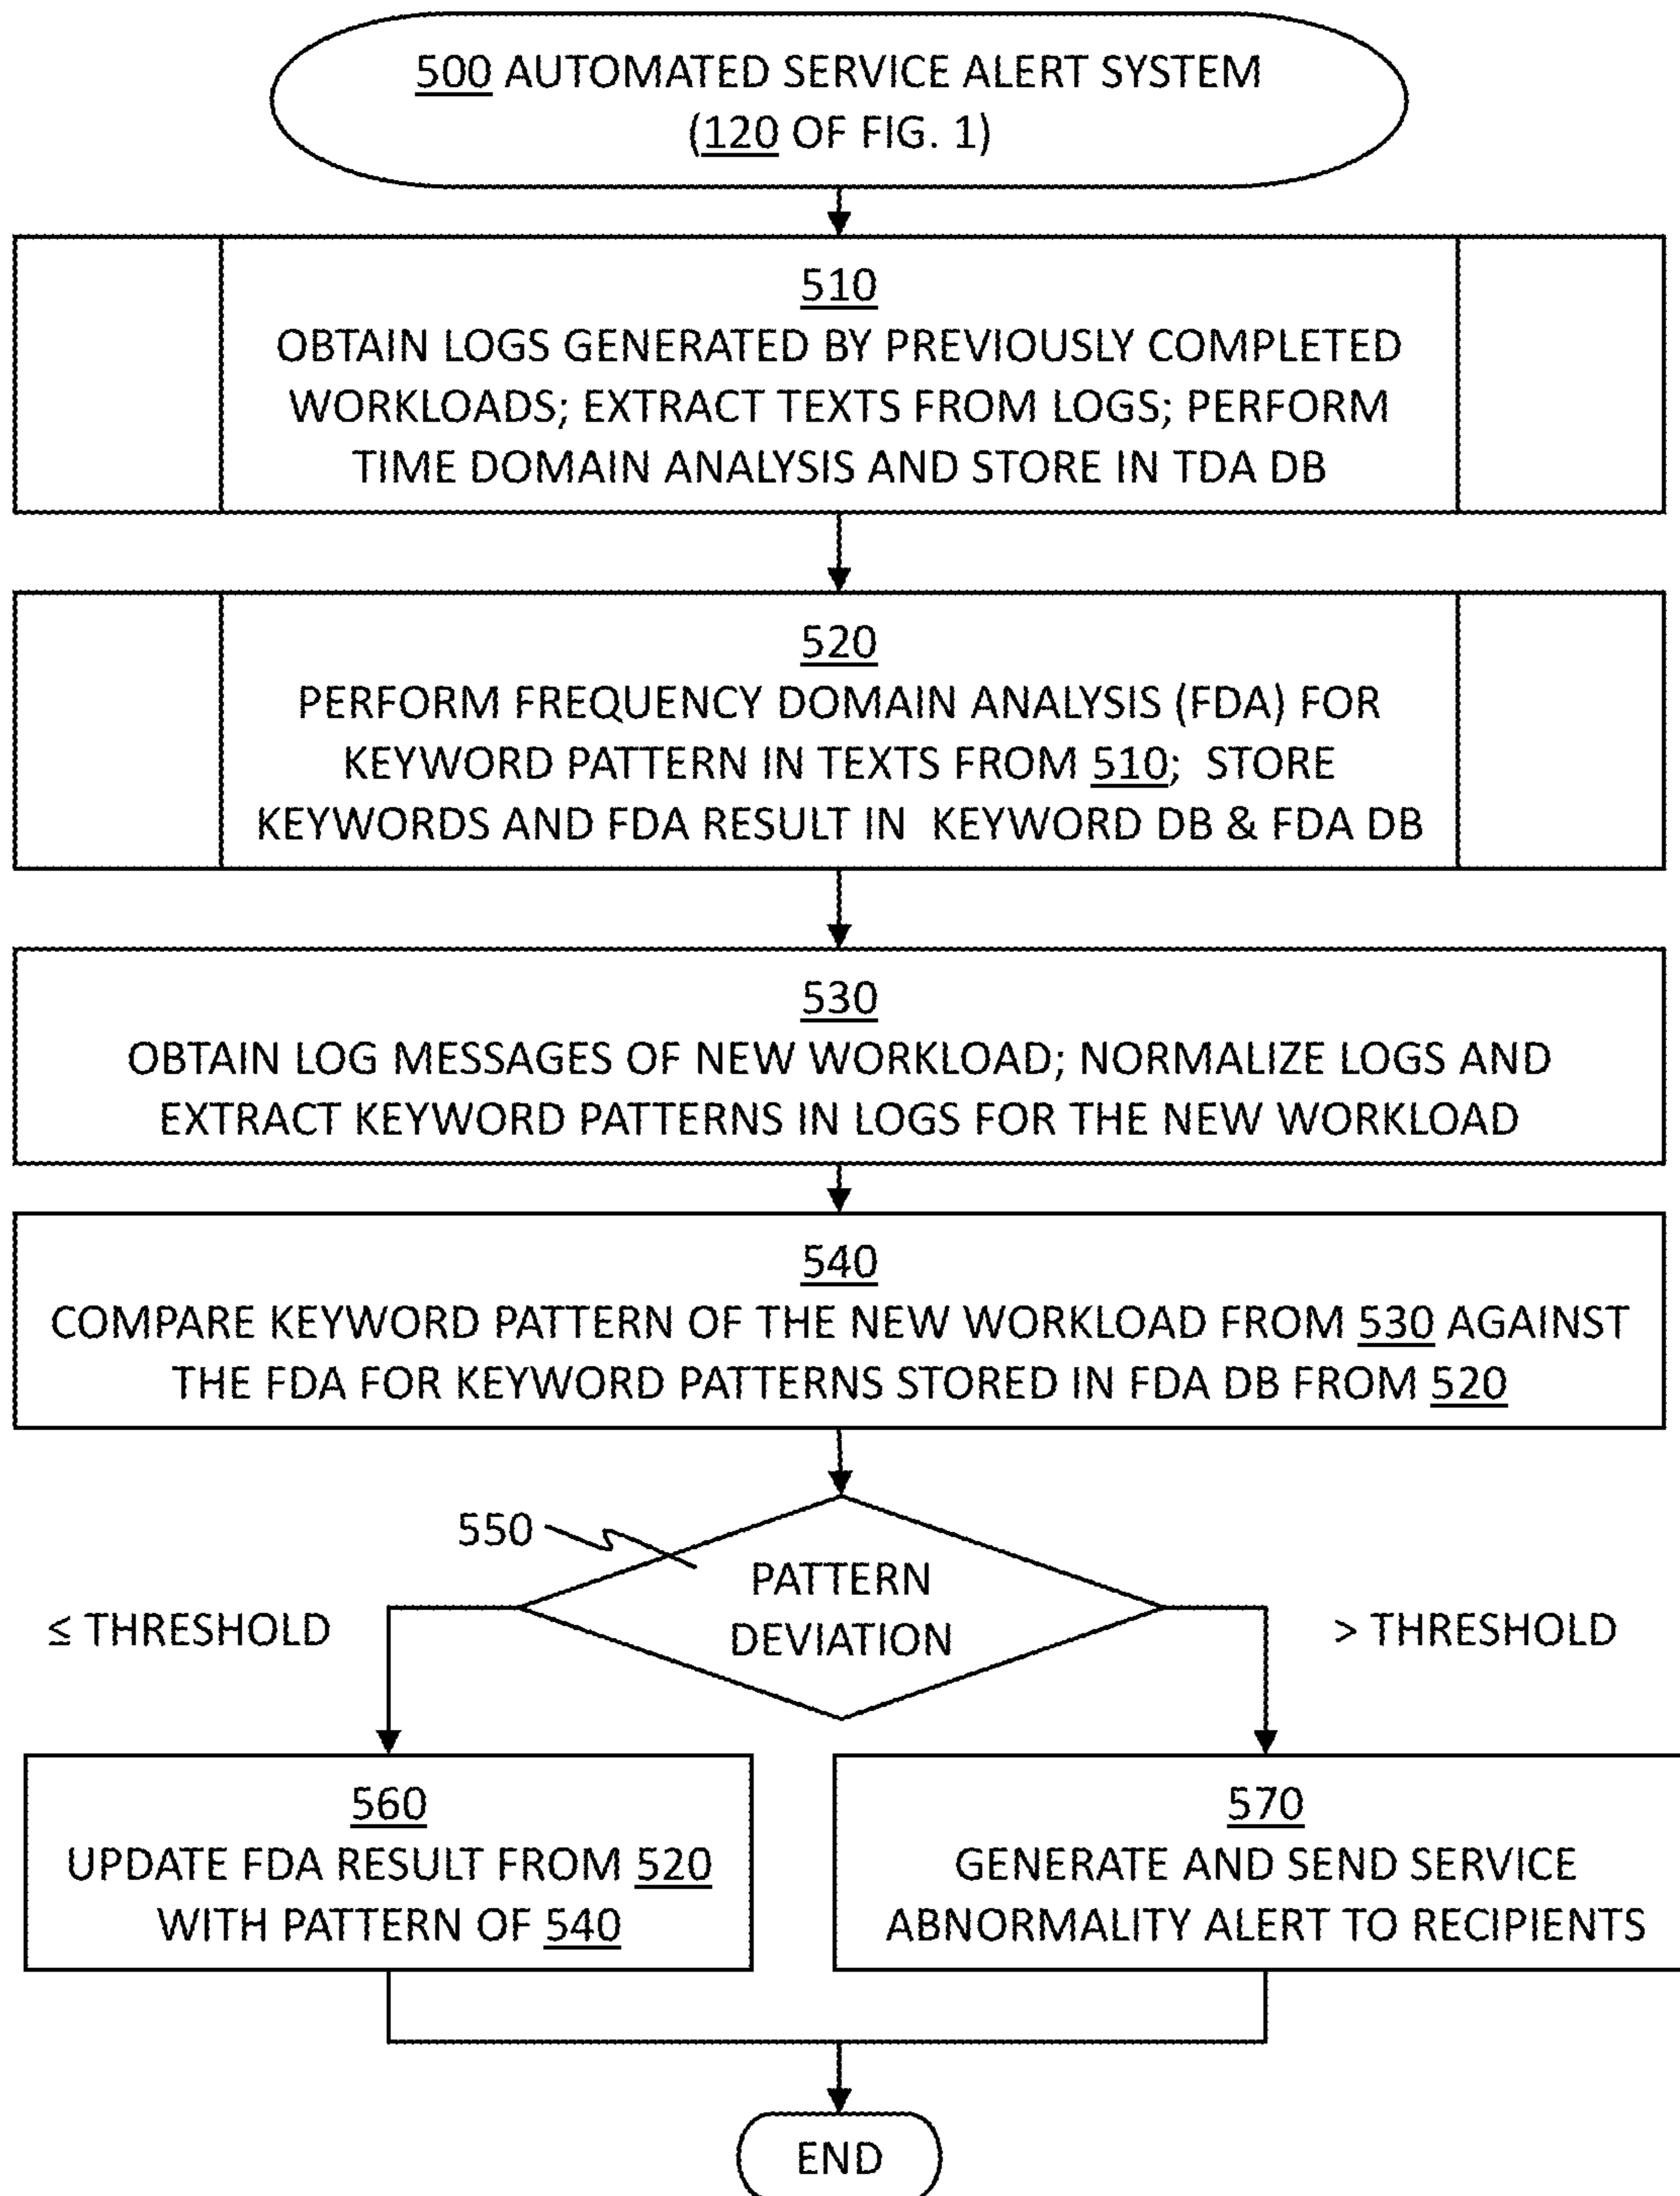 500 AUTOMATED SERVICE ALERT SYSTEM
(120 OF FIG. 1)
510
OBTAIN LOGS GENERATED BY PREVIOUSLY COMPLETED
WORKLOADS; EXTRACT TEXTS FROM LOGS; PERFORM
TIME DOMAIN ANALYSIS AND STORE IN TDA DB
520
PERFORM FREQUENCY DOMAIN ANALYSIS (FDA) FOR
KEYWORD PATTERN IN TEXTS FROM 510; STORE
KEYWORDS AND FDA RESULT IN KEYWORD DB & FDA DB
530
OBTAIN LOG MESSAGES OF NEW WORKLOAD; NORMALIZE LOGS AND
EXTRACT KEYWORD PATTERNS IN LOGS FOR THE NEW WORKLOAD
540
COMPARE KEYWORD PATTERN OF THE NEW WORKLOAD FROM 530 AGAINST
THE FDA FOR KEYWORD PATTERNS STORED IN FDA DB FROM 520
550
PATTERN
DEVIATION
≤ THRESHOLD
> THRESHOLD
560
UPDATE FDA RESULT FROM 520
WITH PATTERN OF 540
570
GENERATE AND SEND SERVICE
ABNORMALITY ALERT TO RECIPIENTS
END